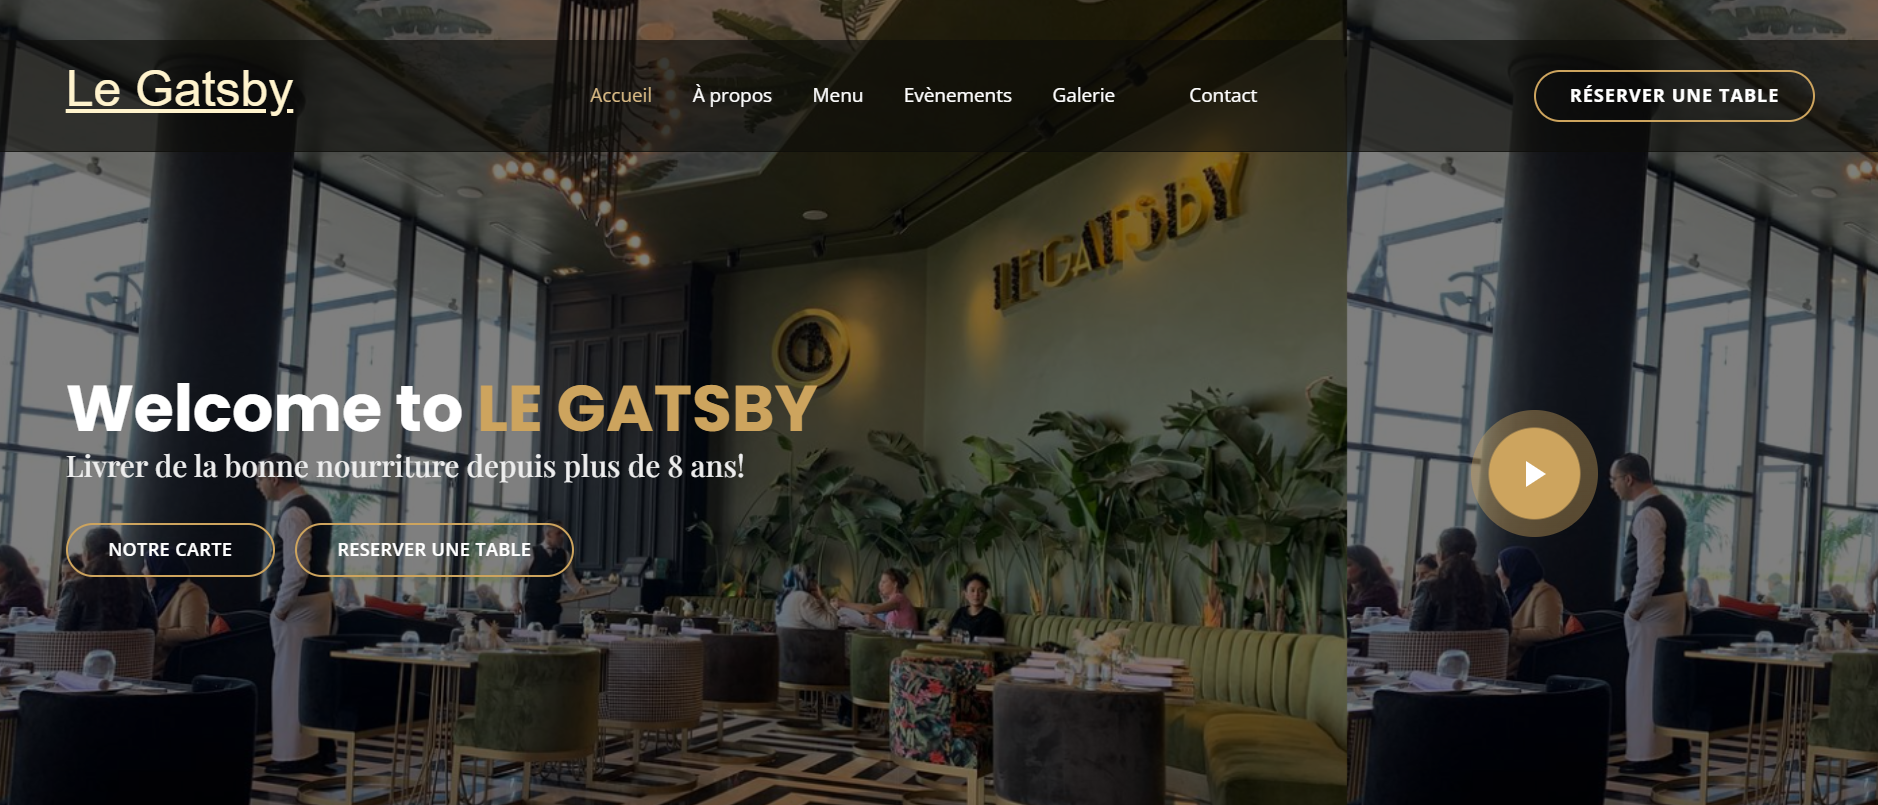 Le Gatsby
Accueil À propos Menu Evènements Galerie Contact
RÉSERVER UNE TABLE
LE GATSBY
Welcome to LE GATSBY
Livrer de la bonne nourriture depuis plus de 8 ans!
NOTRE CARTE
RESERVER UNE TABLE